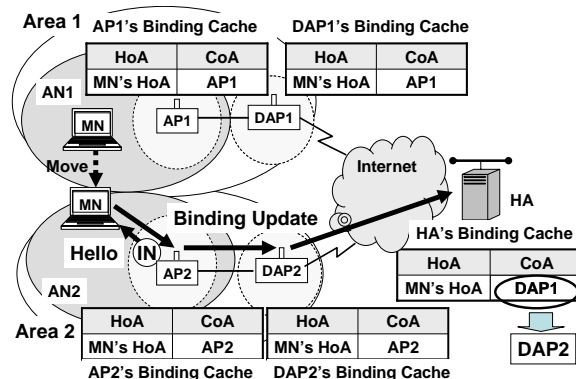 Area 1
AP1's Binding Cache
HoA CoA
MN's HoA AP1
DAP1's Binding Cache
HoA CoA
MN's HoA AP1
AN1
MN
AP1
DAP1
Move
Internet
MN
Binding Update
HA
Hello
IN
AP2
DAP2
HA's Binding Cache
HoA CoA
MN's HoA DAP1
DAP2
AN2
Area 2
HoA CoA
MN's HoA AP2
AP2's Binding Cache
HoA CoA
MN's HoA AP2
DAP2's Binding Cache